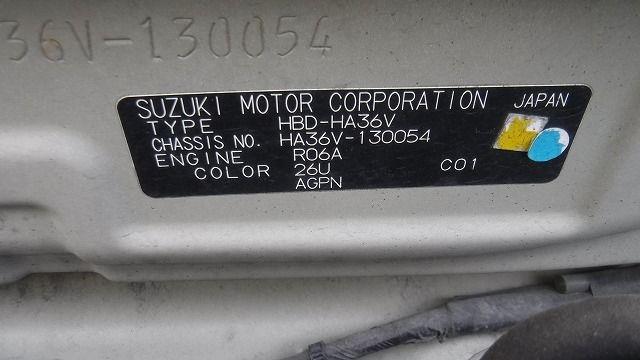 36V-130054
SUZUKI MOTOR CORPORATION JAPAN
TYPE HBD-HA36V
CHASSIS NO. HA36V-130054
ENGINE R06A
COLOR 26U C01
AGPN